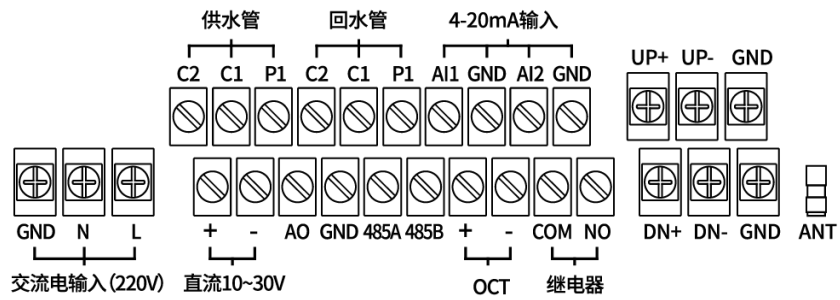 供水管 回水管 4-20mA输入
C2 C1 P1 C2 C1 P1 AI1 GND AI2 GND
UP+ UP- GND
GND N L
+ - AO GND 485A 485B + - COM NO
DN+ DN- GND ANT
交流电输入(220V) 直流10~30V OCT 继电器